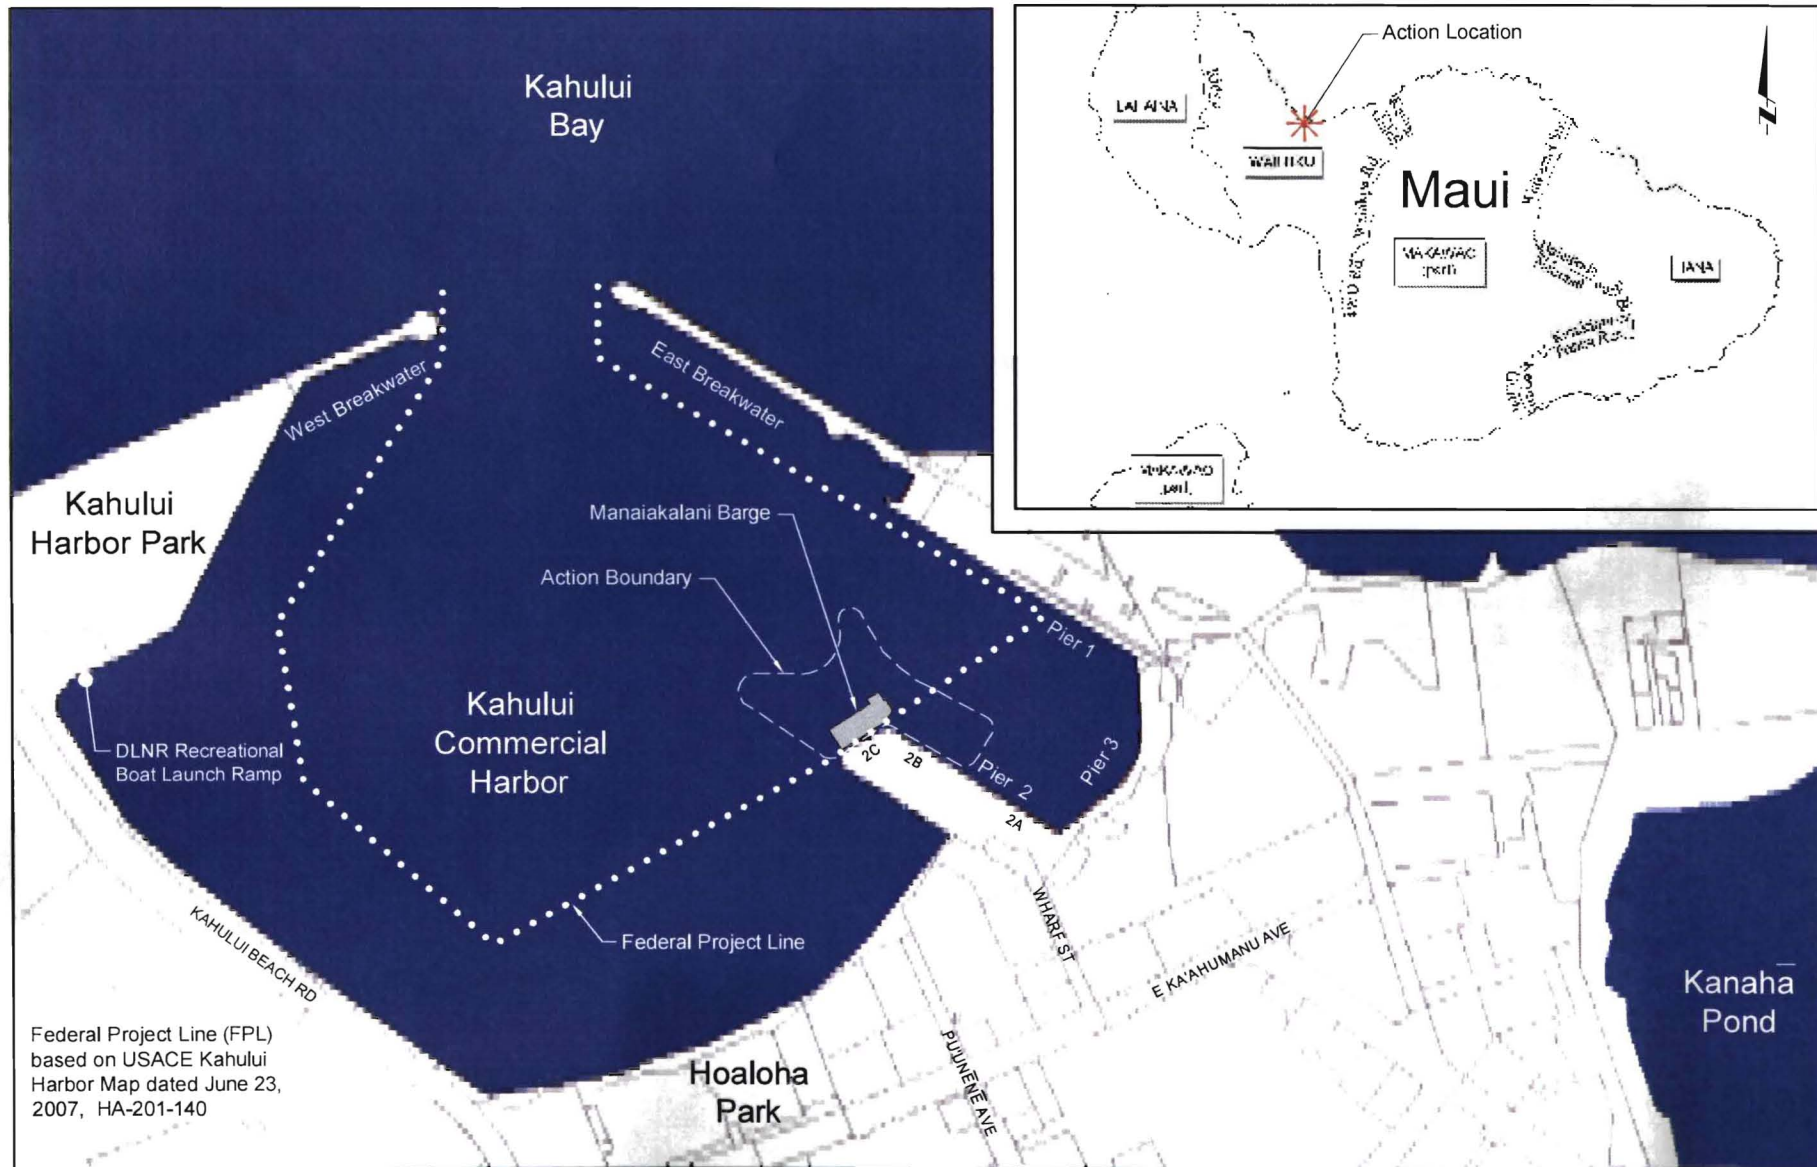 Kahului
Bay
Action Location
Maui
West Breakwater
East Breakwater
Kahului
Harbor Park
Manaiakalani Barge
Action Boundary
Pier 1
Kahului
Commercial
Harbor
DLNR Recreational
Boat Launch Ramp
2C
2B
Pier 2
2A
Pier 3
Federal Project Line
KAHULUI BEACH RD
WHARF ST
E KA'AHUMANU AVE
PU'UNENE AVE
Kanahā
Pond
Hoaloha
Park
Federal Project Line (FPL)
based on USACE Kahului
Harbor Map dated June 23,
2007, HA-201-140